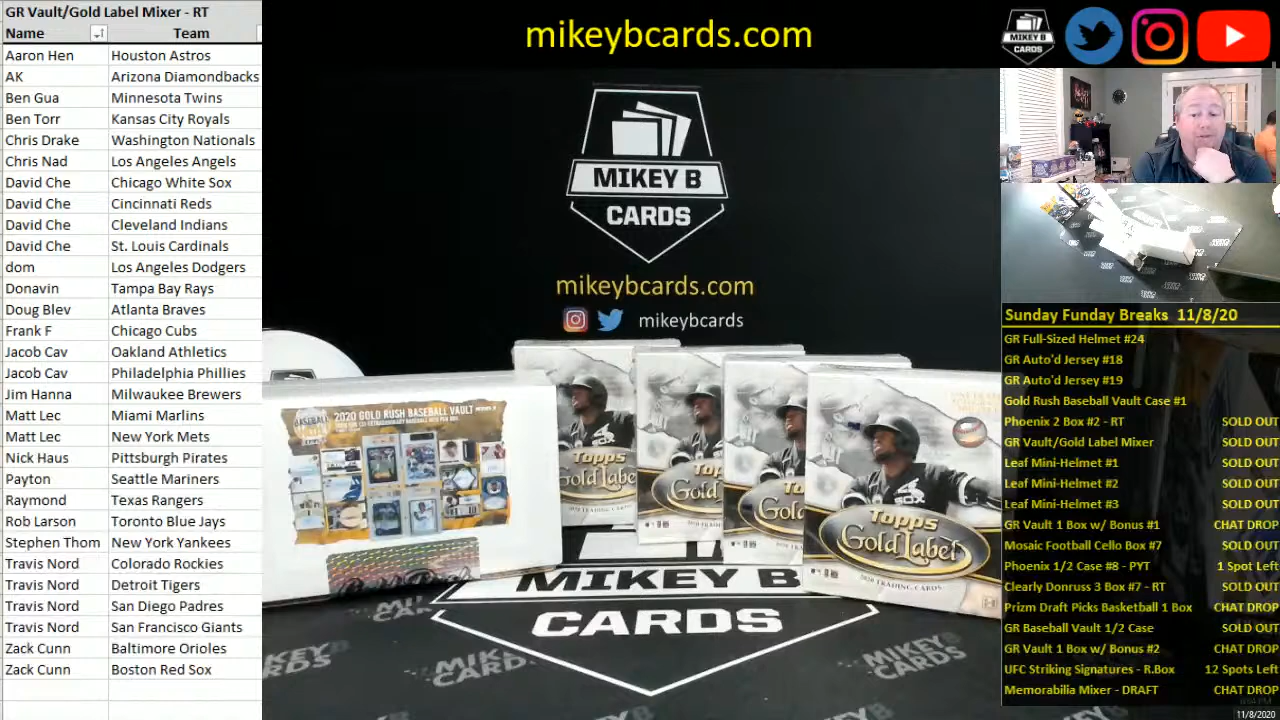 GR Vault/Gold Label Mixer - RT
Name Team
Aaron Hen Houston Astros
AK Arizona Diamondbacks
Ben Gua Minnesota Twins
Ben Torr Kansas City Royals
Chris Drake Washington Nationals
Chris Nad Los Angeles Angels
David Che Chicago White Sox
David Che Cincinnati Reds
David Che Cleveland Indians
David Che St. Louis Cardinals
dom Los Angeles Dodgers
Donavin Tampa Bay Rays
Doug Blev Atlanta Braves
Frank F Chicago Cubs
Jacob Cav Oakland Athletics
Jacob Cav Philadelphia Phillies
Jim Hanna Milwaukee Brewers
Matt Lec Miami Marlins
Matt Lec New York Mets
Nick Haus Pittsburgh Pirates
Payton Seattle Mariners
Raymond Texas Rangers
Rob Larson Toronto Blue Jays
Stephen Thom New York Yankees
Travis Nord Colorado Rockies
Travis Nord Detroit Tigers
Travis Nord San Diego Padres
Travis Nord San Francisco Giants
Zack Cunn Baltimore Orioles
Zack Cunn Boston Red Sox
mikeybcards.com
MIKEY B
CARDS
mikeybcards.com
mikeybcards
2020 GOLD RUSH BASEBALL VAULT
Topps
Gold Label
Topps
Gold
Topps
Gold Label
2020 TRADING CARDS
SOX
MIKEY B
CARDS
MIKEY B
CARDS
MIKEY B
CARDS
Sunday Funday Breaks 11/8/20
GR Full-Sized Helmet #24
GR Auto'd Jersey #18
GR Auto'd Jersey #19
Gold Rush Baseball Vault Case #1
Phoenix 2 Box #2 - RT SOLD OUT
GR Vault/Gold Label Mixer SOLD OUT
Leaf Mini-Helmet #1 SOLD OUT
Leaf Mini-Helmet #2 SOLD OUT
Leaf Mini-Helmet #3 SOLD OUT
GR Vault 1 Box w/ Bonus #1 CHAT DROP
Mosaic Football Cello Box #7 SOLD OUT
Phoenix 1/2 Case #8 - PYT 1 Spot Left
Clearly Donruss 3 Box #7 - RT SOLD OUT
Prizm Draft Picks Basketball 1 Box CHAT DROP
GR Baseball Vault 1/2 Case SOLD OUT
GR Vault 1 Box w/ Bonus #2 CHAT DROP
UFC Striking Signatures - R.Box 12 Spots Left
Memorabilia Mixer - DRAFT CHAT DROP
11/8/2020